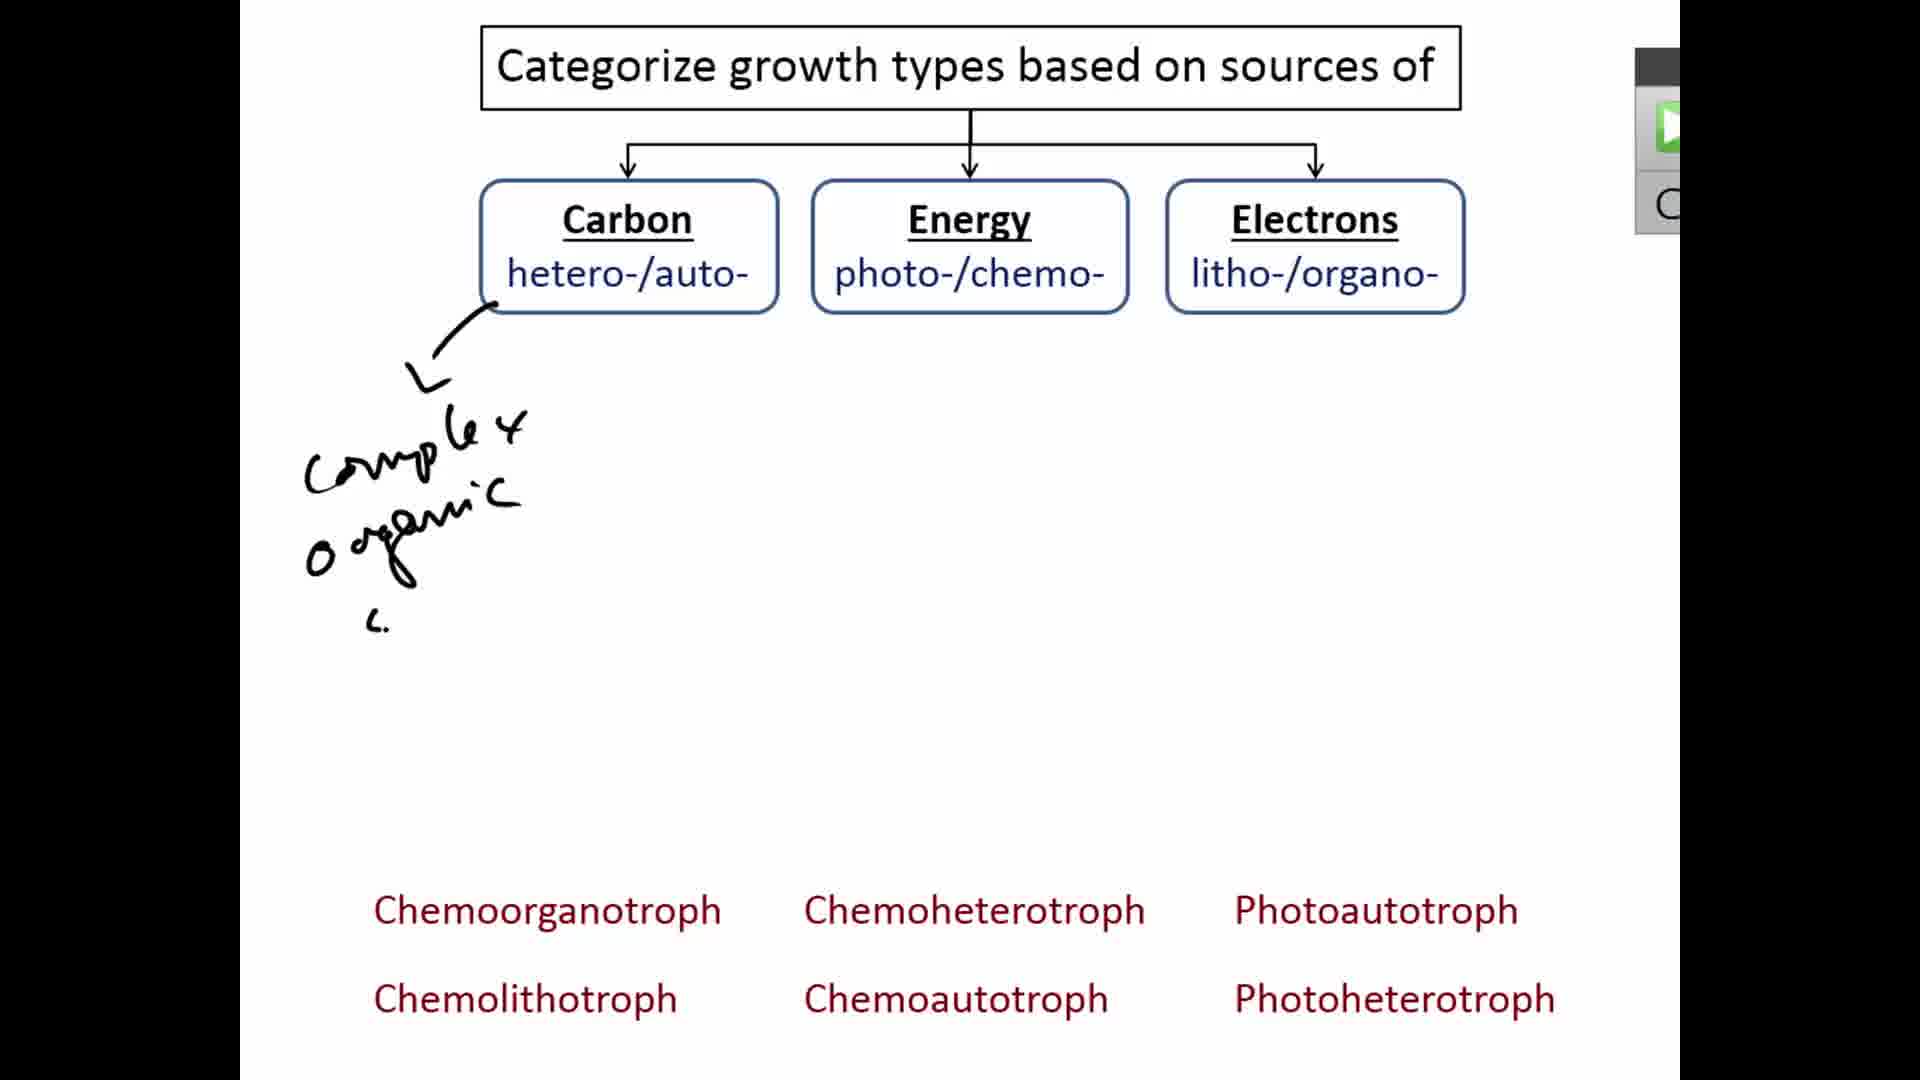 Categorize growth types based on sources of
Carbon
hetero-/auto-
Energy
photo-/chemo-
Electrons
litho-/organo-
Complex
organic
c.
Chemoorganotroph
Chemoheterotroph
Photoautotroph
Chemolithotroph
Chemoautotroph
Photoheterotroph